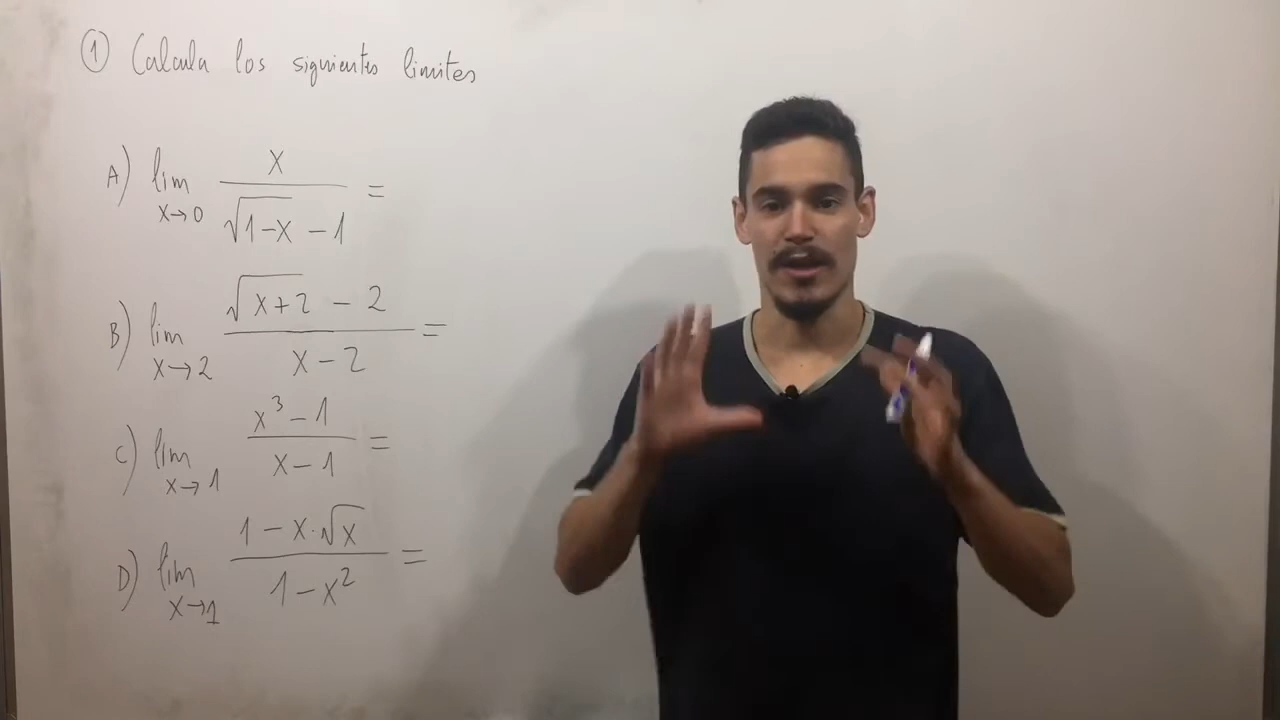 ① Calcula los siguientes limites
A) lim x→0 x / (√(1-x) - 1) =
B) lim x→2 (√(x+2) - 2) / (x-2) =
C) lim x→1 (x³-1) / (x-1) =
D) lim x→1 (1-x·√x) / (1-x²) =